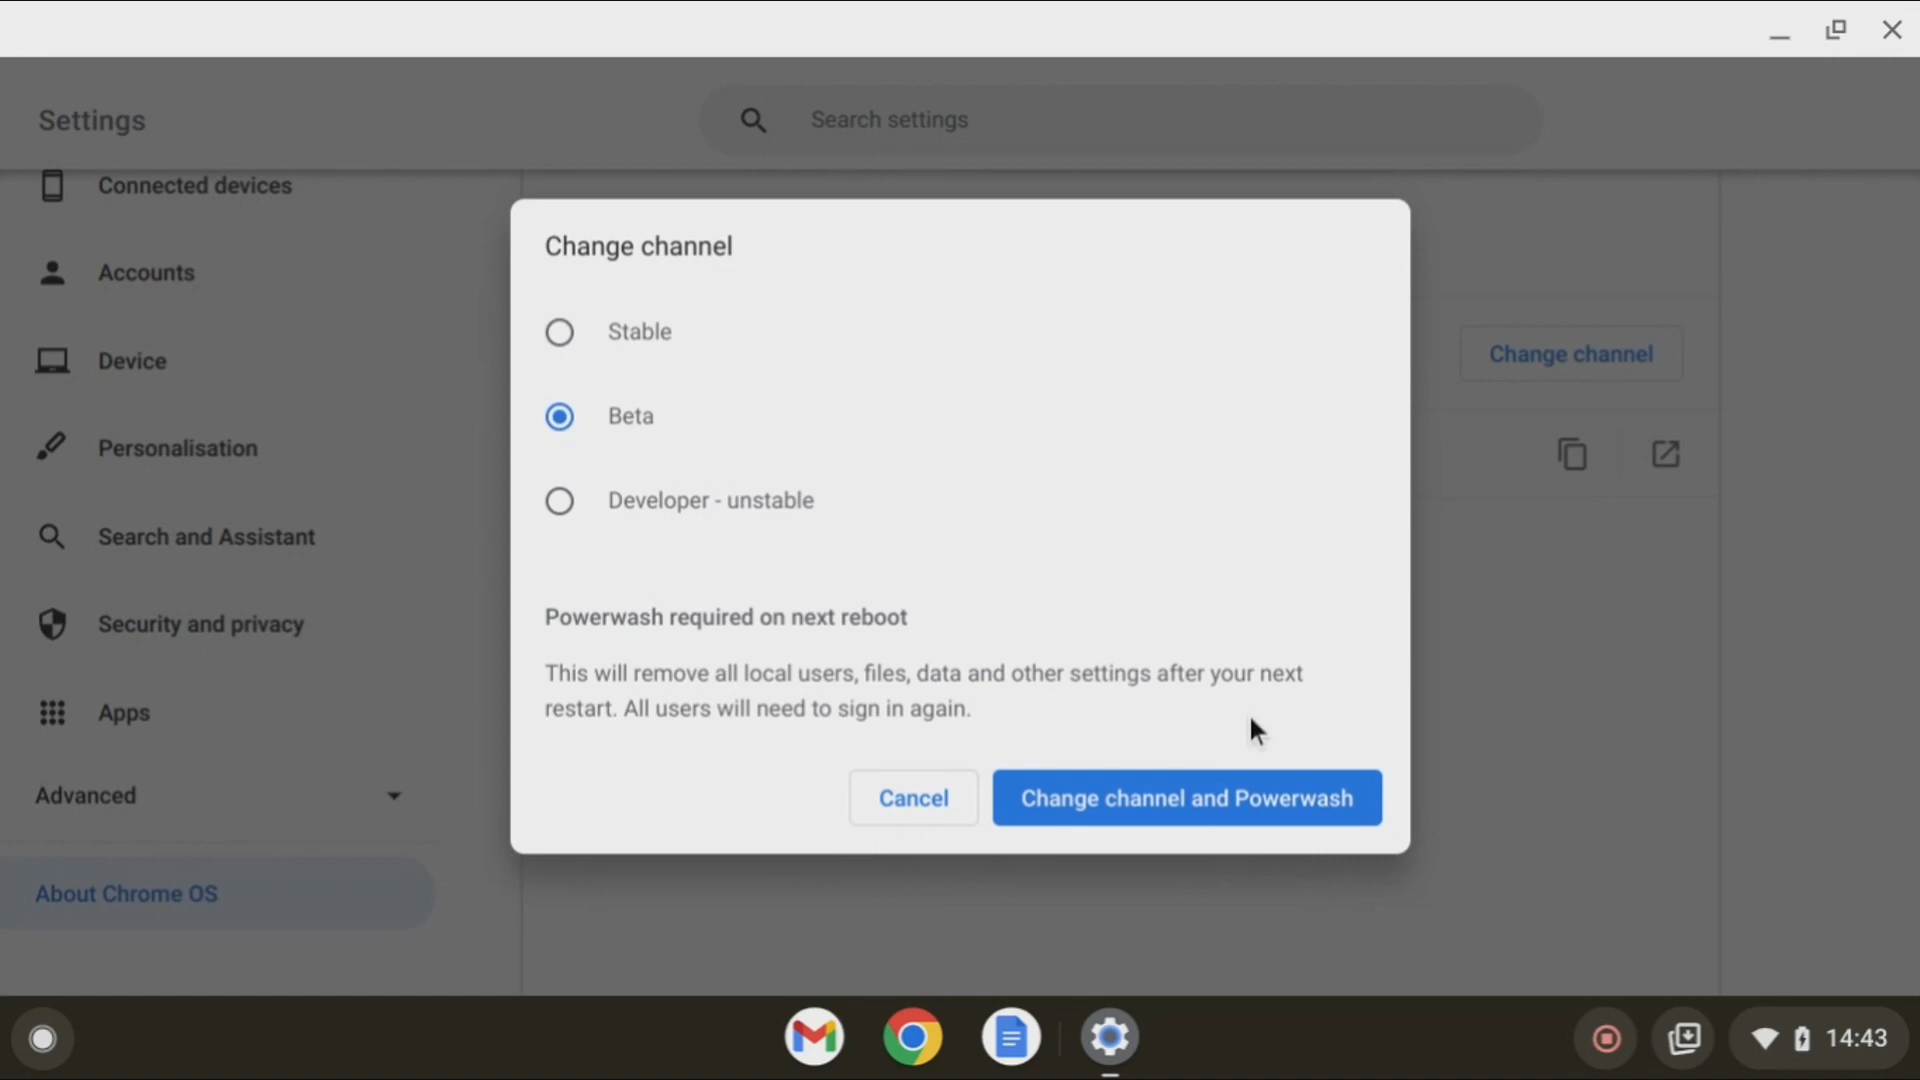 Settings
Search settings
Connected devices
Accounts
Device
Personalisation
Search and Assistant
Security and privacy
Apps
Advanced
About Chrome OS
Change channel
Change channel
Stable
Beta
Developer - unstable
Powerwash required on next reboot
This will remove all local users, files, data and other settings after your next
restart. All users will need to sign in again.
Cancel
Change channel and Powerwash
14:43